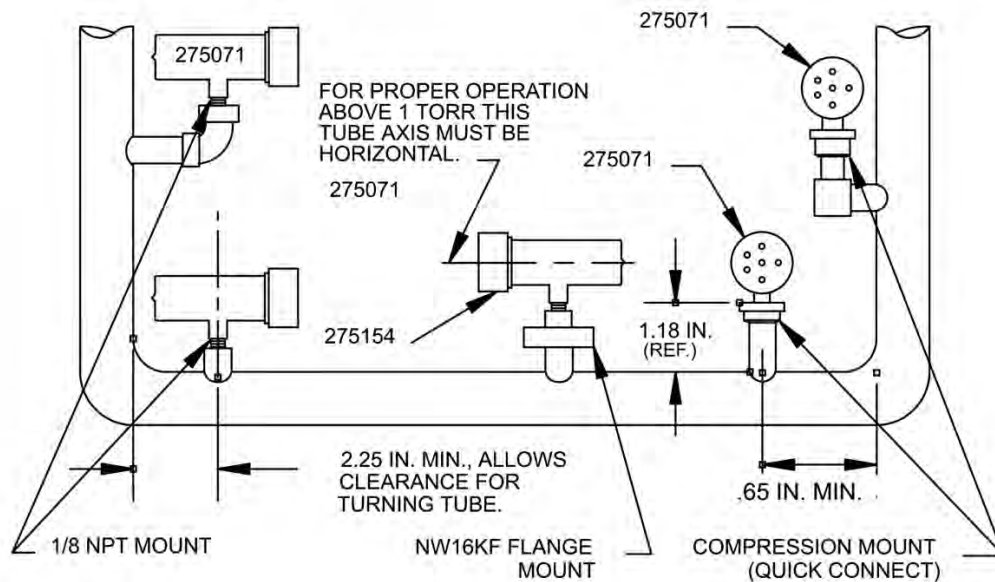 275071
275071
FOR PROPER OPERATION
ABOVE 1 TORR THIS
TUBE AXIS MUST BE
HORIZONTAL.
275071
275071
275154
1.18 IN.
(REF.)
2.25 IN. MIN., ALLOWS
CLEARANCE FOR
TURNING TUBE.
.65 IN. MIN.
1/8 NPT MOUNT
NW16KF FLANGE
MOUNT
COMPRESSION MOUNT
(QUICK CONNECT)